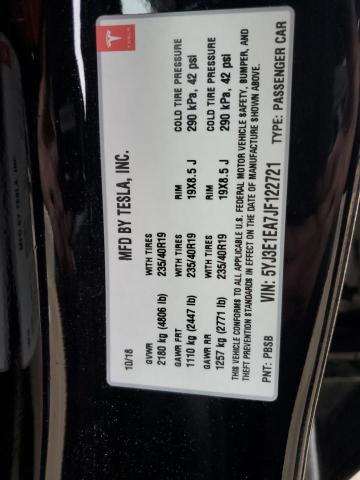 TESLA
MFD BY TESLA, INC.
10/18
GVWR WITH TIRES RIM COLD TIRE PRESSURE
2180 kg (4806 lb) 235/40R19 19X8.5 J 290 kPa, 42 psi
GAWR FRT WITH TIRES
1110 kg (2447 lb) 235/40R19
GAWR RR WITH TIRES RIM COLD TIRE PRESSURE
1257 kg (2771 lb) 235/40R19 19X8.5 J 290 kPa, 42 psi
THIS VEHICLE CONFORMS TO ALL APPLICABLE U.S. FEDERAL MOTOR VEHICLE SAFETY, BUMPER, AND
THEFT PREVENTION STANDARDS IN EFFECT ON THE DATE OF MANUFACTURE SHOWN ABOVE.
VIN: 5YJ3E1EA7JF122721
PNT: PBSB TYPE: PASSENGER CAR